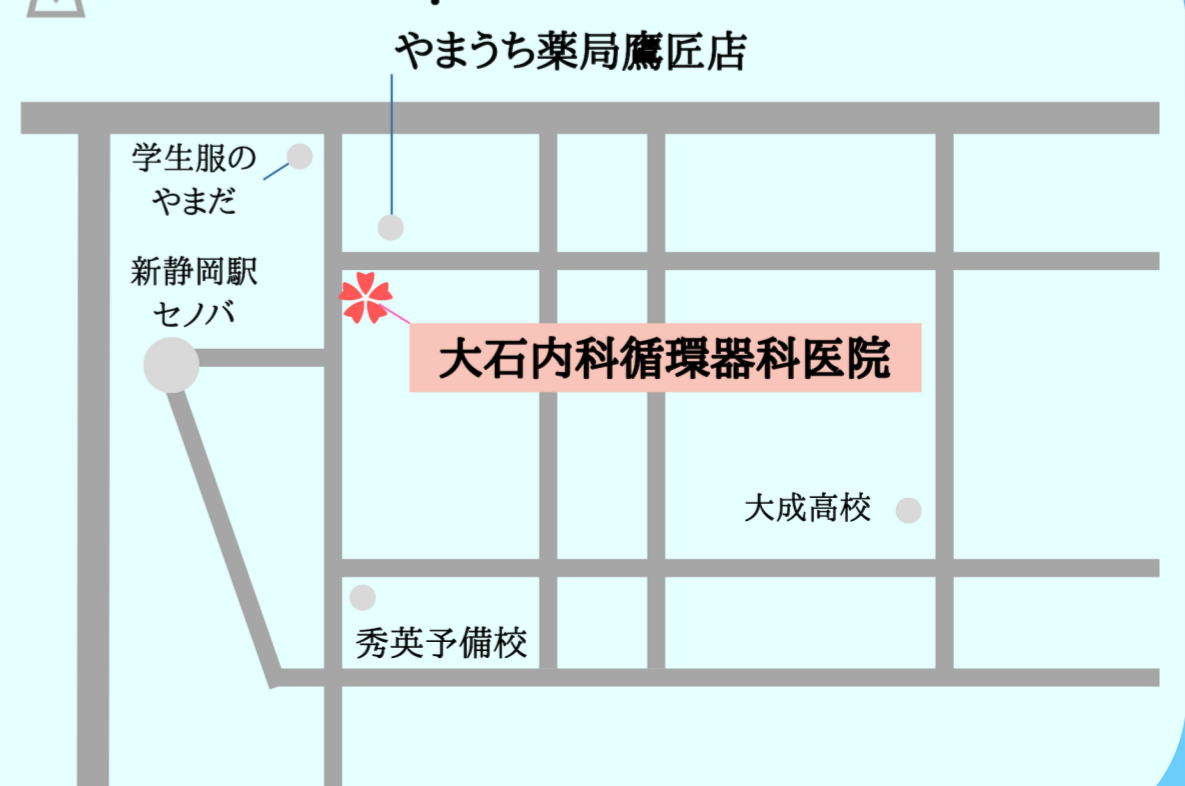 やまうち薬局鷹匠店
学生服の
やまだ
新静岡駅
セノバ
大石内科循環器科医院
大成高校
秀英予備校